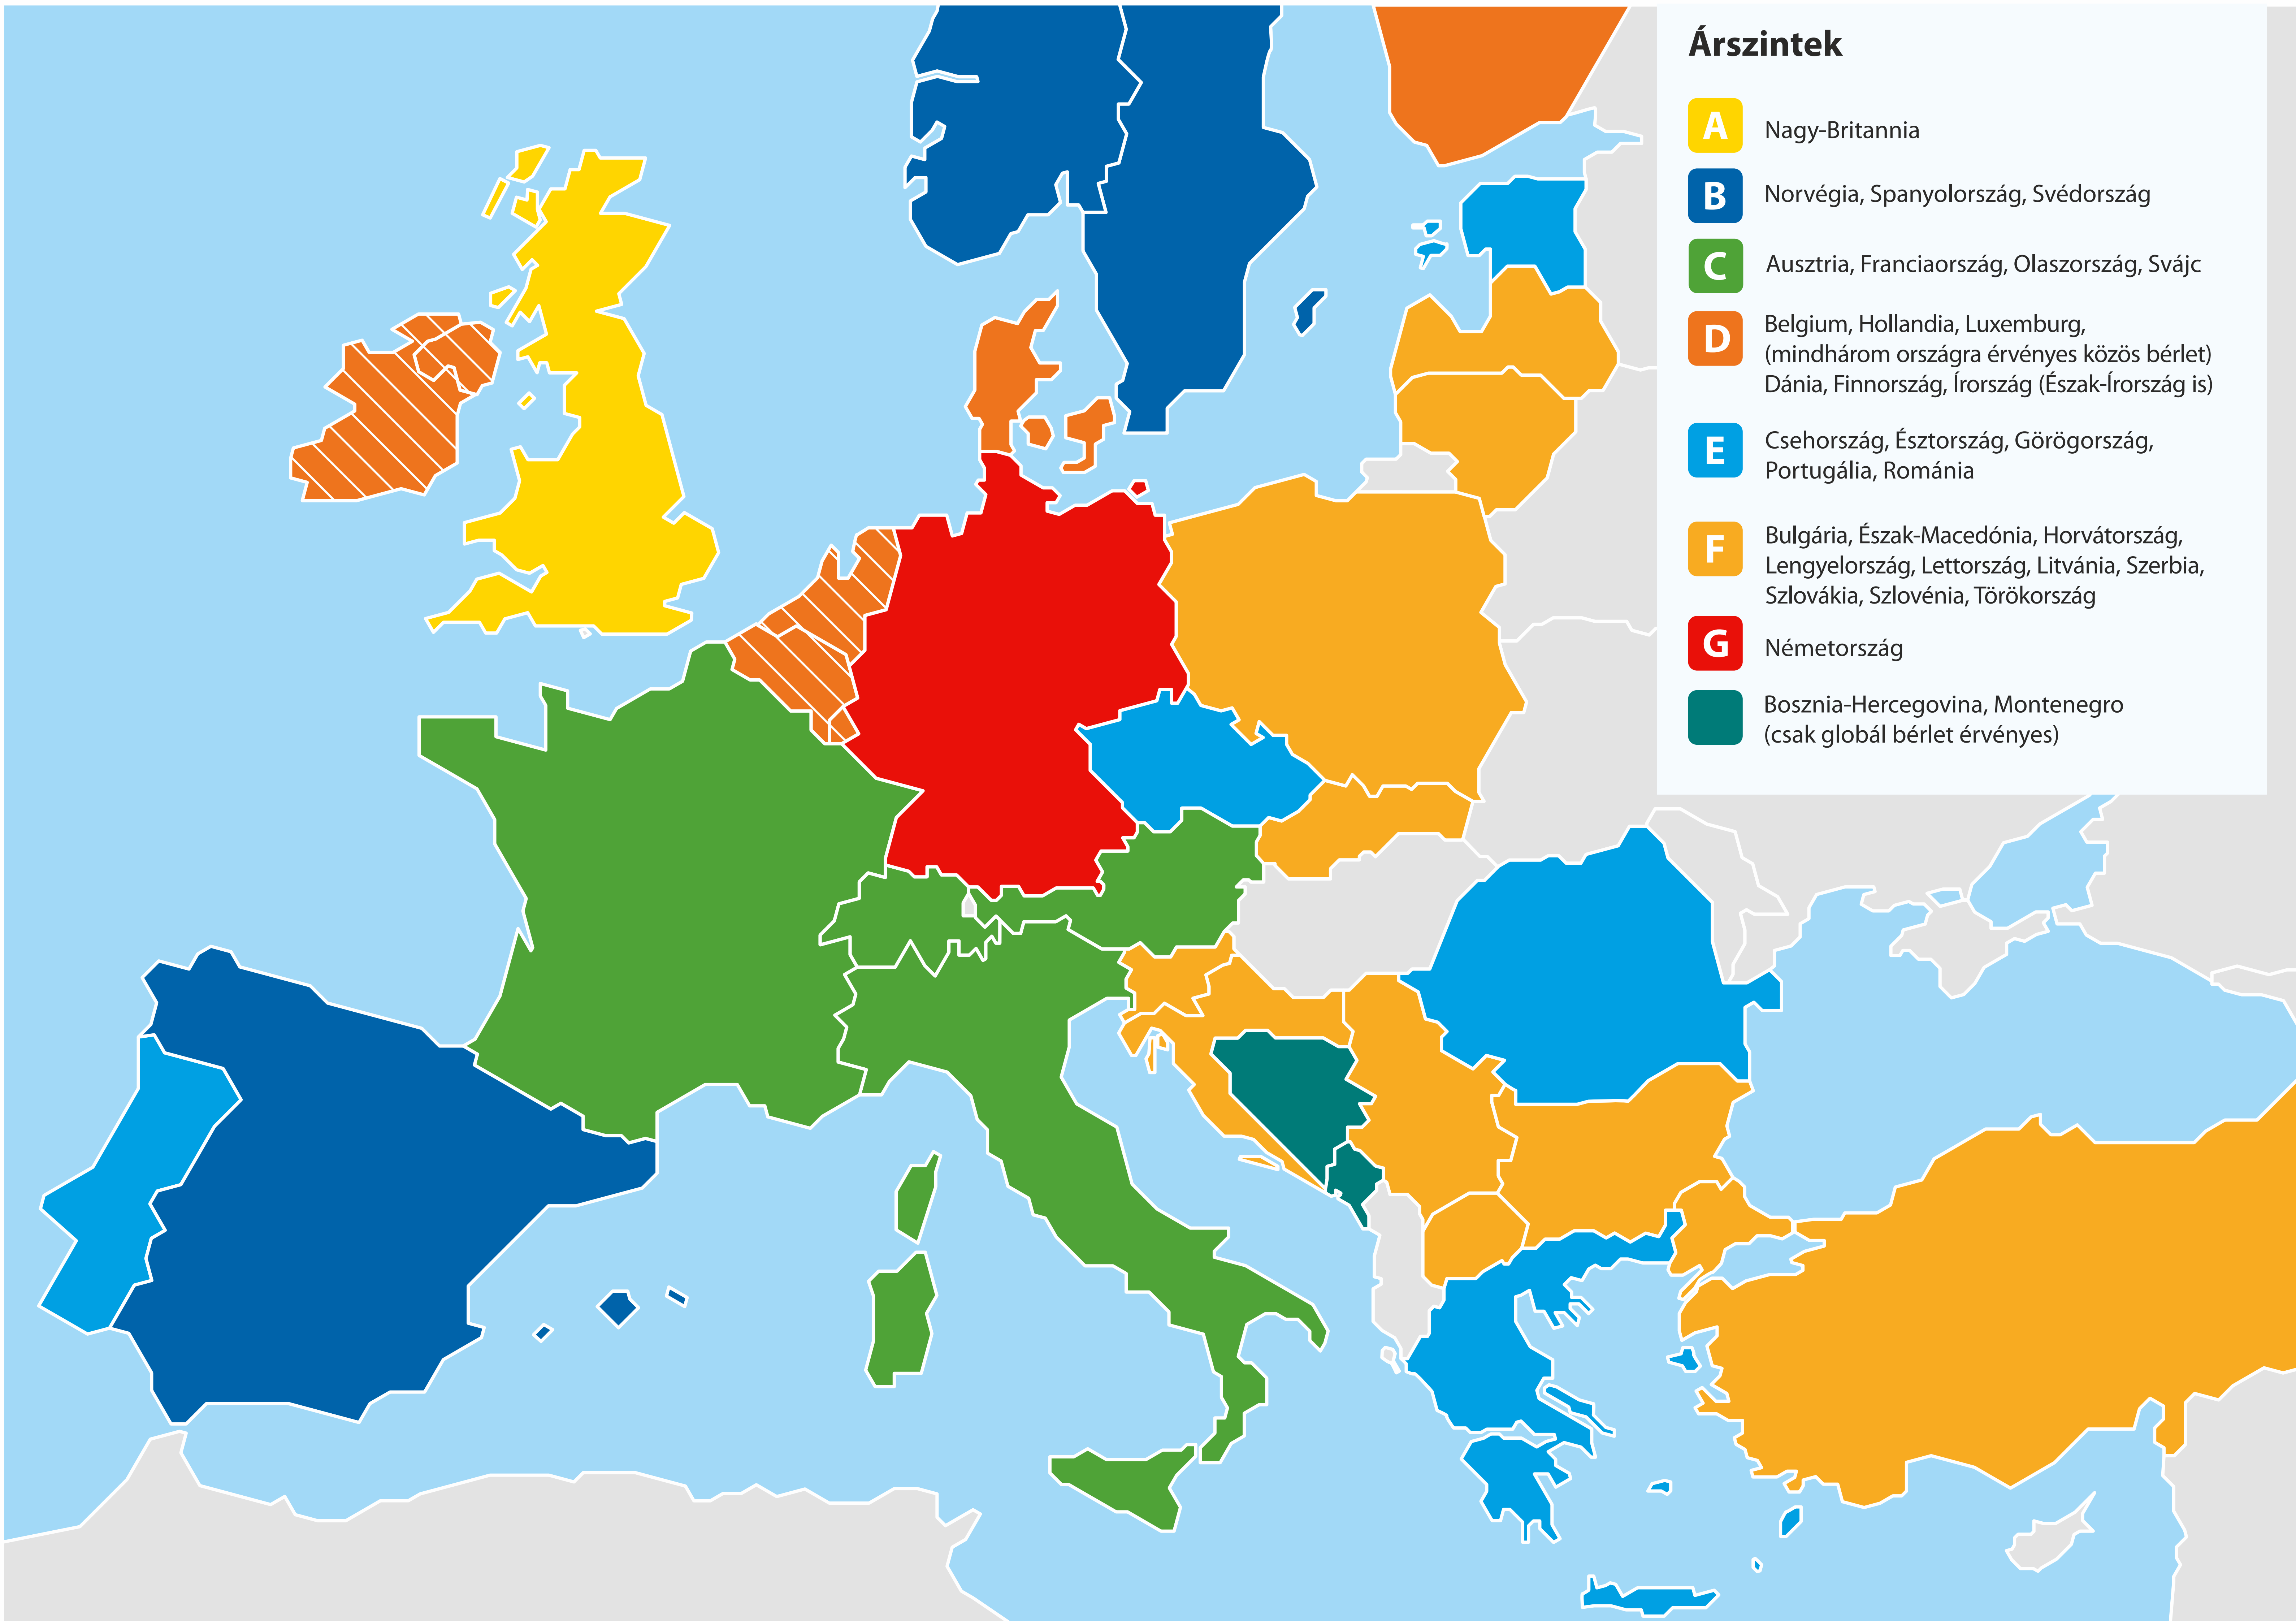 Árszintek
A Nagy-Britannia
B Norvégia, Spanyolország, Svédország
C Ausztria, Franciaország, Olaszország, Svájc
D Belgium, Hollandia, Luxemburg,
(mindhárom országra érvényes közös bérlet)
Dánia, Finnország, Írország (Észak-Írország is)
E Csehország, Észtország, Görögország,
Portugália, Románia
F Bulgária, Észak-Macedónia, Horvátország,
Lengyelország, Lettország, Litvánia, Szerbia,
Szlovákia, Szlovénia, Törökország
G Németország
Bosznia-Hercegovina, Montenegro
(csak globál bérlet érvényes)